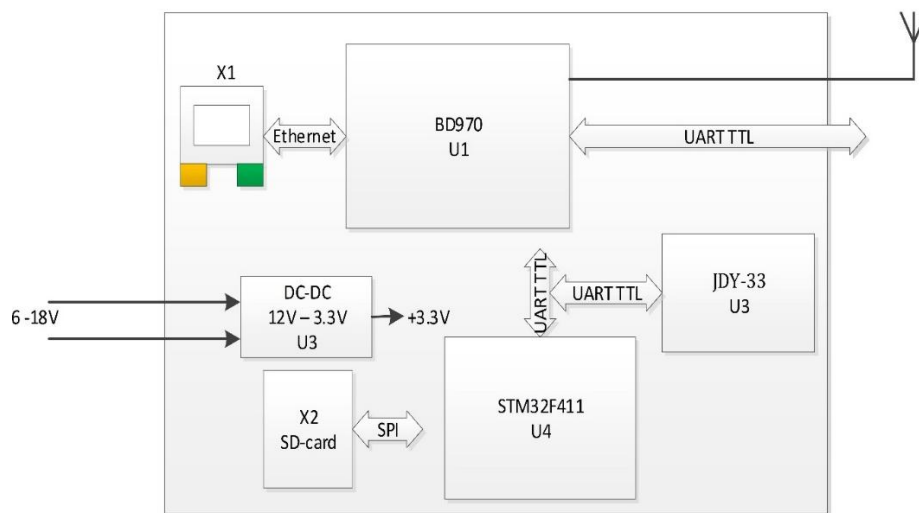 X1
Ethernet
BD970
U1
UART TTL
UART TTL
UART TTL
JDY-33
U3
6 -18V
DC-DC
12V – 3.3V
U3
+3.3V
X2
SD-card
SPI
STM32F411
U4